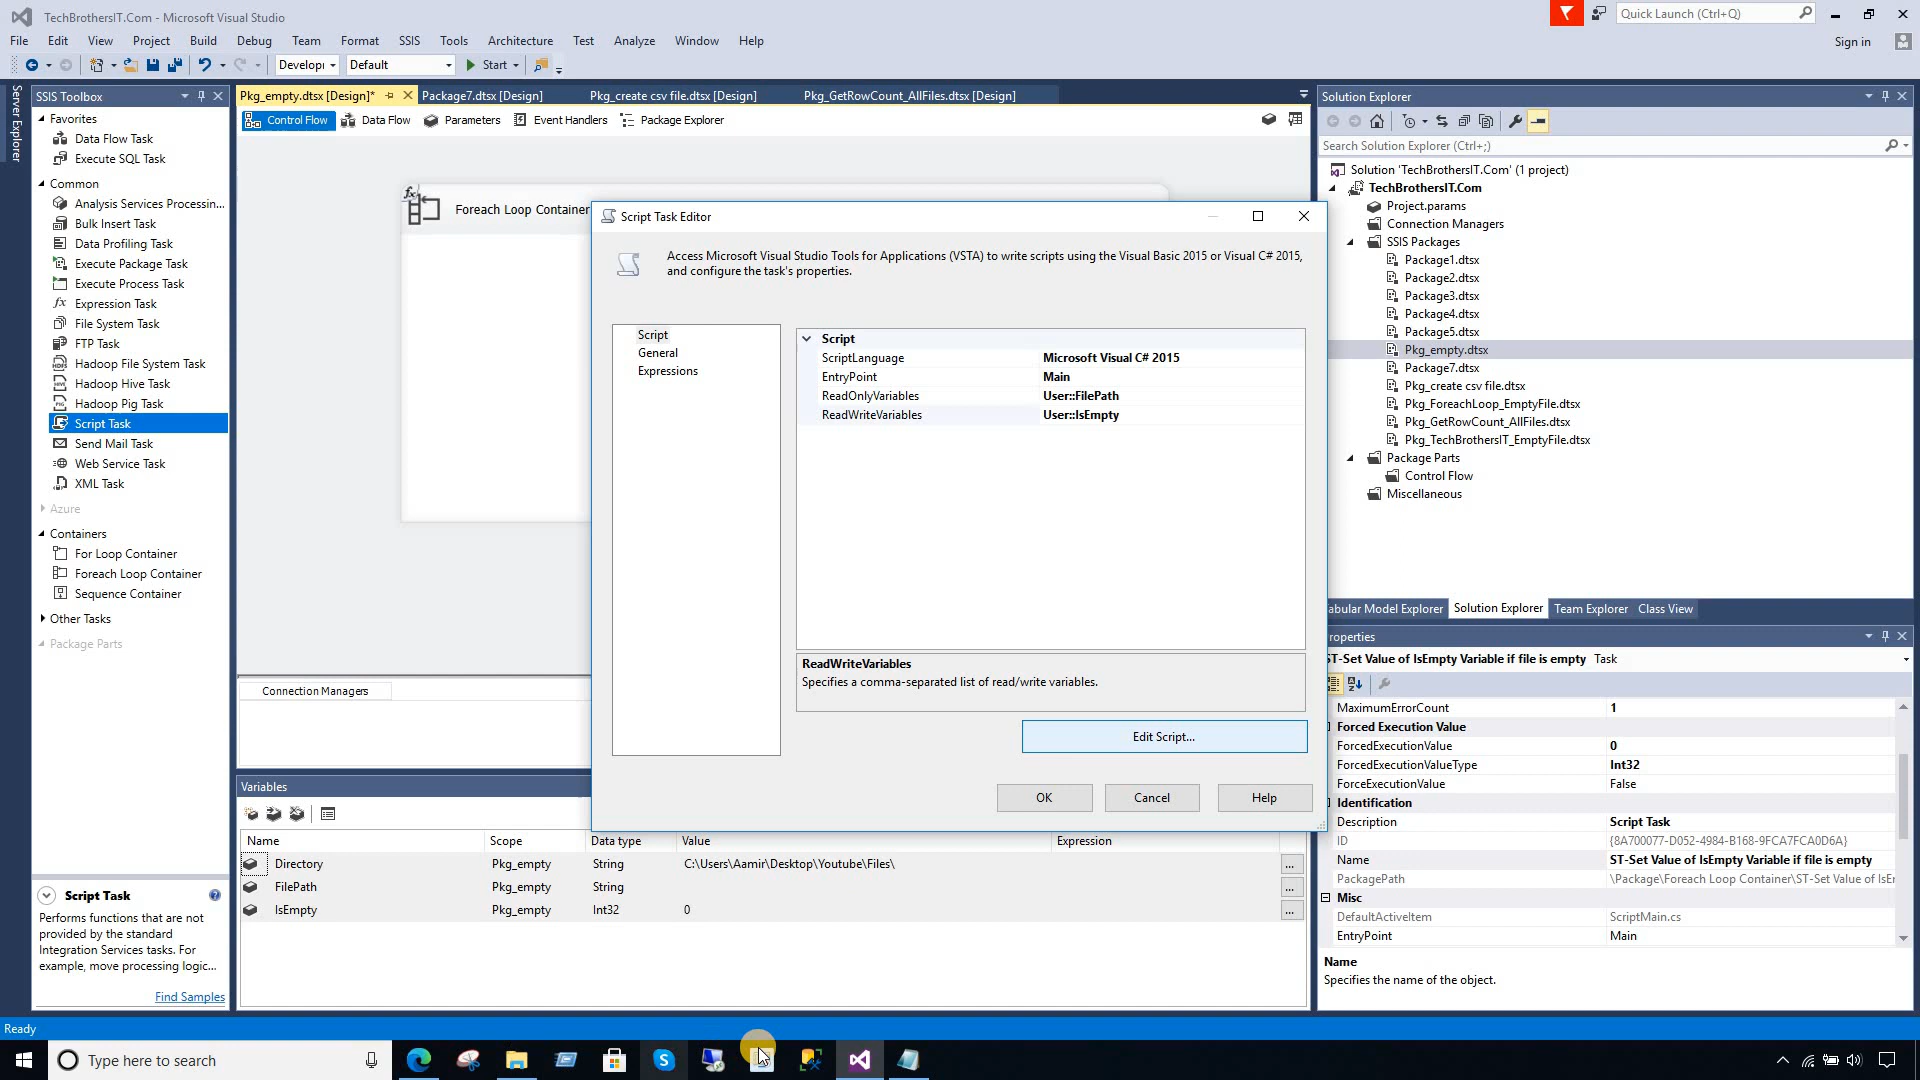 TechBrothersIT.Com - Microsoft Visual Studio
Quick Launch (Ctrl+Q)
File Edit View Project Build Debug Team Format SSIS Tools Architecture Test Analyze Window Help
Sign in
Develop Default Start
Server Explorer
SSIS Toolbox
Favorites
Data Flow Task
Execute SQL Task
Common
Analysis Services Processin...
Bulk Insert Task
Data Profiling Task
Execute Package Task
Execute Process Task
Expression Task
File System Task
FTP Task
Hadoop File System Task
Hadoop Hive Task
Hadoop Pig Task
Script Task
Send Mail Task
Web Service Task
XML Task
Azure
Containers
For Loop Container
Foreach Loop Container
Sequence Container
Other Tasks
Package Parts
Script Task
Performs functions that are not
provided by the standard
Integration Services tasks. For
example, move processing logic...
Find Samples
Pkg_empty.dtsx [Design]* Package7.dtsx [Design] Pkg_create csv file.dtsx [Design] Pkg_GetRowCount_AllFiles.dtsx [Design]
Control Flow Data Flow Parameters Event Handlers Package Explorer
fx
Foreach Loop Container
Script Task Editor
Access Microsoft Visual Studio Tools for Applications (VSTA) to write scripts using the Visual Basic 2015 or Visual C# 2015,
and configure the task's properties.
Script
General
Expressions
Script
ScriptLanguage Microsoft Visual C# 2015
EntryPoint Main
ReadOnlyVariables User::FilePath
ReadWriteVariables User::IsEmpty
ReadWriteVariables
Specifies a comma-separated list of read/write variables.
Edit Script...
OK Cancel Help
Connection Managers
Variables
Name Scope Data type Value Expression
Directory Pkg_empty String C:\Users\Aamir\Desktop\Youtube\Files\ ...
FilePath Pkg_empty String ...
IsEmpty Pkg_empty Int32 0 ...
Solution Explorer
Search Solution Explorer (Ctrl+;)
Solution 'TechBrothersIT.Com' (1 project)
TechBrothersIT.Com
Project.params
Connection Managers
SSIS Packages
Package1.dtsx
Package2.dtsx
Package3.dtsx
Package4.dtsx
Package5.dtsx
Pkg_empty.dtsx
Package7.dtsx
Pkg_create csv file.dtsx
Pkg_ForeachLoop_EmptyFile.dtsx
Pkg_GetRowCount_AllFiles.dtsx
Pkg_TechBrothersIT_EmptyFile.dtsx
Package Parts
Control Flow
Miscellaneous
abular Model Explorer Solution Explorer Team Explorer Class View
roperties
ST-Set Value of IsEmpty Variable if file is empty Task
MaximumErrorCount 1
Forced Execution Value
ForcedExecutionValue 0
ForcedExecutionValueType Int32
ForceExecutionValue False
Identification
Description Script Task
ID {8A700077-D052-4984-B168-9FCA7FCA0D6A}
Name ST-Set Value of IsEmpty Variable if file is empty
PackagePath \Package\Foreach Loop Container\ST-Set Value of IsEr
Misc
DefaultActiveItem ScriptMain.cs
EntryPoint Main
Name
Specifies the name of the object.
Ready
Type here to search